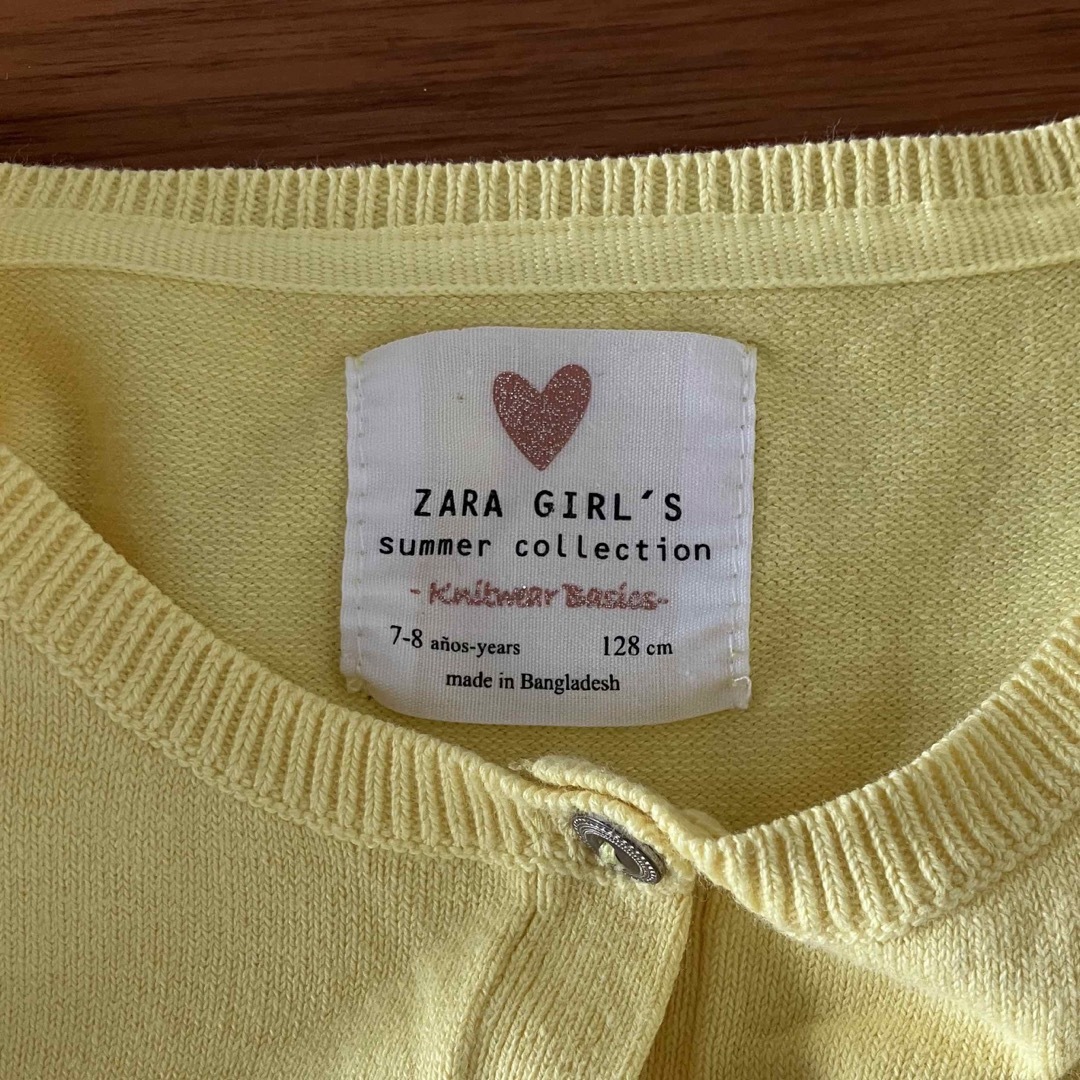 ZARA GIRL´S
summer collection
- Knitwear Basics -
7-8 años-years 128 cm
made in Bangladesh